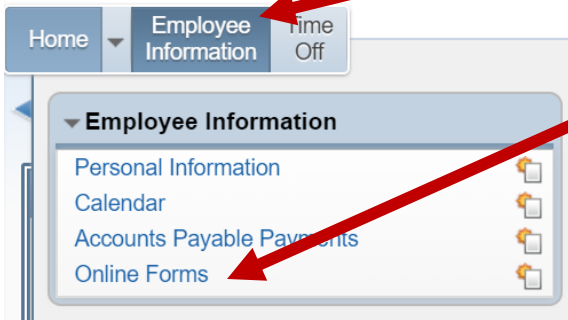 Home
Employee
Information
Time
Off
Employee Information
Personal Information
Calendar
Accounts Payable Payments
Online Forms